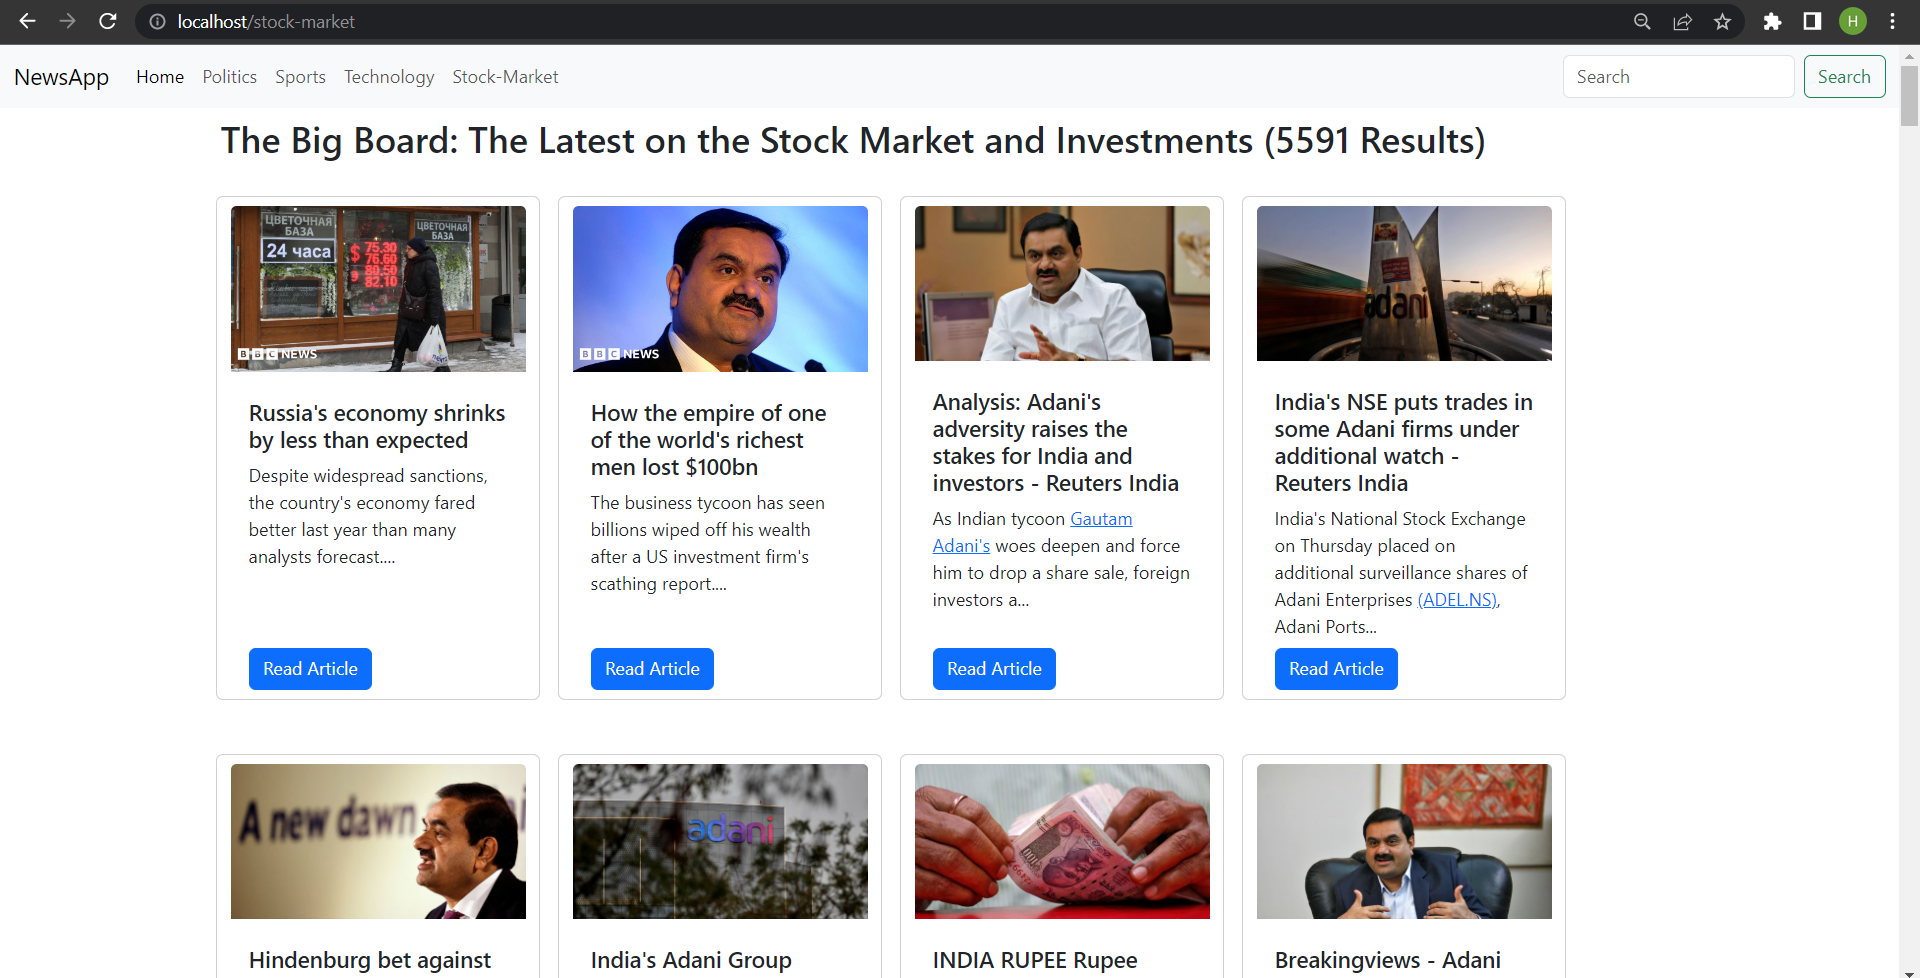 localhost/stock-market
H
NewsApp Home Politics Sports Technology Stock-Market Search Search
The Big Board: The Latest on the Stock Market and Investments (5591 Results)
ЦВЕТОЧНАЯ
БАЗА
24 часа
ЦВЕТОЧНАЯ
БАЗА
$ 75.30
76.60
80.50
82.10
BBC NEWS
Russia's economy shrinks
by less than expected
Despite widespread sanctions,
the country's economy fared
better last year than many
analysts forecast....
Read Article
BBC NEWS
How the empire of one
of the world's richest
men lost $100bn
The business tycoon has seen
billions wiped off his wealth
after a US investment firm's
scathing report....
Read Article
Analysis: Adani's
adversity raises the
stakes for India and
investors - Reuters India
As Indian tycoon Gautam
Adani's woes deepen and force
him to drop a share sale, foreign
investors a...
Read Article
adani
India's NSE puts trades in
some Adani firms under
additional watch -
Reuters India
India's National Stock Exchange
on Thursday placed on
additional surveillance shares of
Adani Enterprises (ADEL.NS),
Adani Ports...
Read Article
A new dawn
Hindenburg bet against
adani
India's Adani Group
INDIA RUPEE Rupee
Breakingviews - Adani